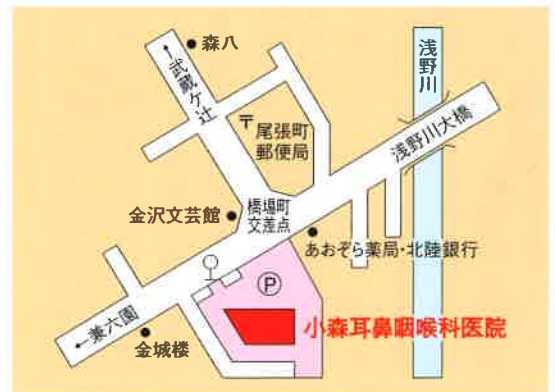 森八
↑武蔵ケ辻
浅野川
〒尾張町
郵便局
浅野川大橋
金沢文芸館
橋場町
交差点
あおぞら薬局・北陸銀行
P
小森耳鼻咽喉科医院
←兼六園
金城楼